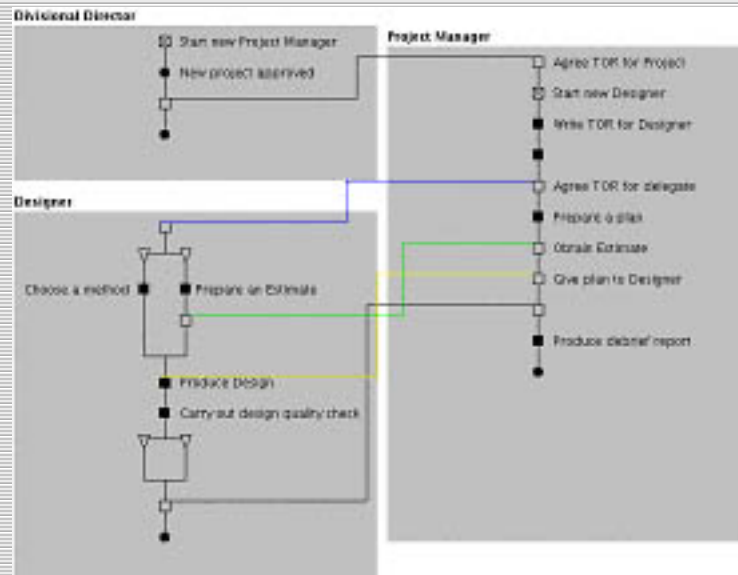 Divisional Director
Start new Project Manager
New project approved
Project Manager
Agree TOR for Project
Start new Designer
Write TOR for Designer
Agree TOR for delegate
Prepare a plan
Obtain Estimate
Give plan to Designer
Produce debrief report
Designer
Choose a method
Prepare an Estimate
Produce Design
Carry out design quality check